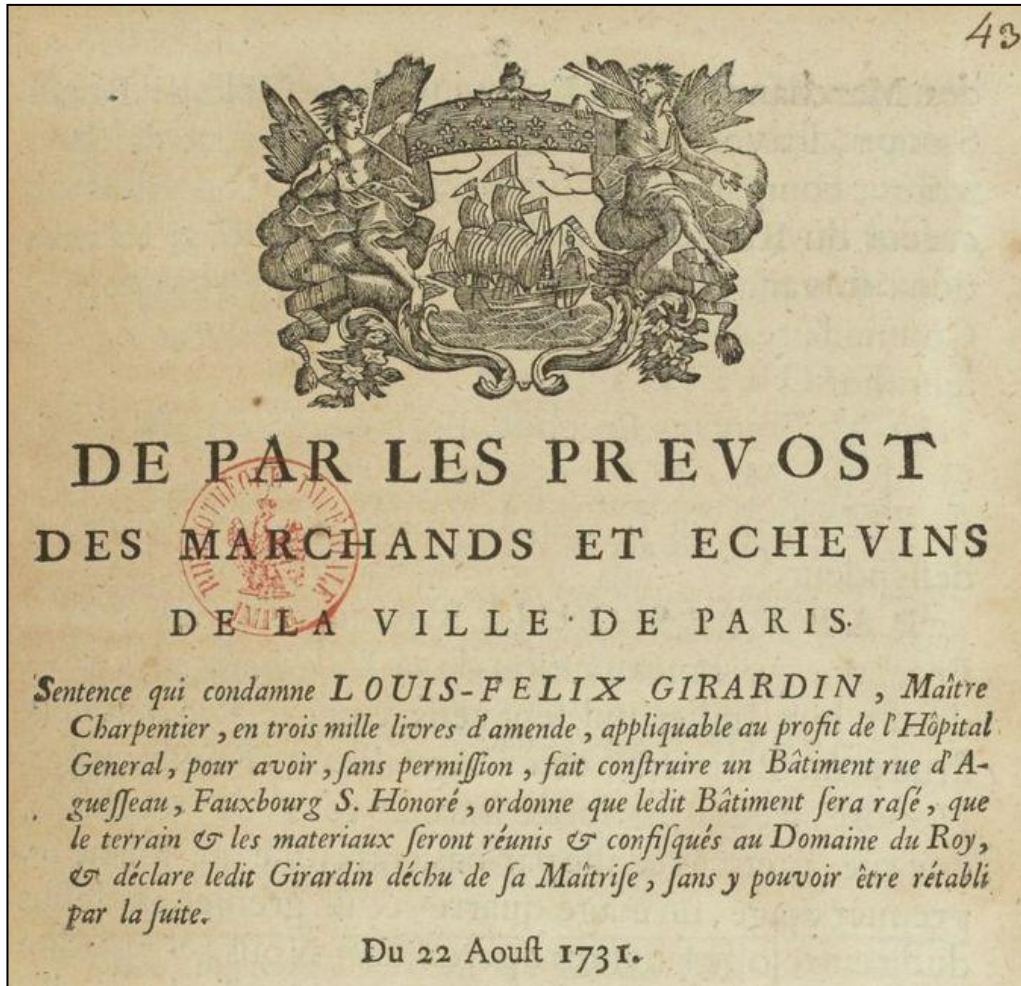 43
DE PAR LES PREVOST
DES MARCHANDS ET ECHEVINS
DE LA VILLE DE PARIS.
Sentence qui condamne LOUIS-FELIX GIRARDIN, Maître
Charpentier, en trois mille livres d'amende, appliquable au profit de l'Hôpital
General, pour avoir, ſans permiſſion, fait conſtruire un Bâtiment rue d'A-
gueſſeau, Fauxbourg S. Honoré, ordonne que ledit Bâtiment ſera raſé, que
le terrain & les materiaux ſeront réunis & confiſqués au Domaine du Roy,
& déclare ledit Girardin déchu de ſa Maîtriſe, ſans y pouvoir être rétabli
par la ſuite.
Du 22 Aouſt 1731.
BIBLIOTHEQUE IMPERIALE